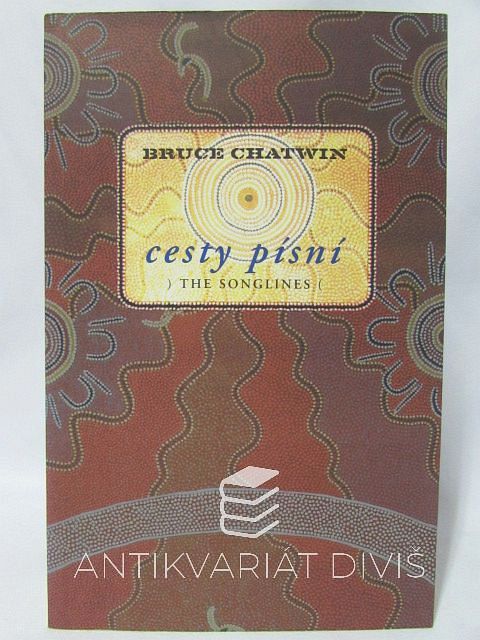 BRUCE CHATWIN
cesty písní
) THE SONGLINES (
ANTIKVARIÁT DIVIŠ